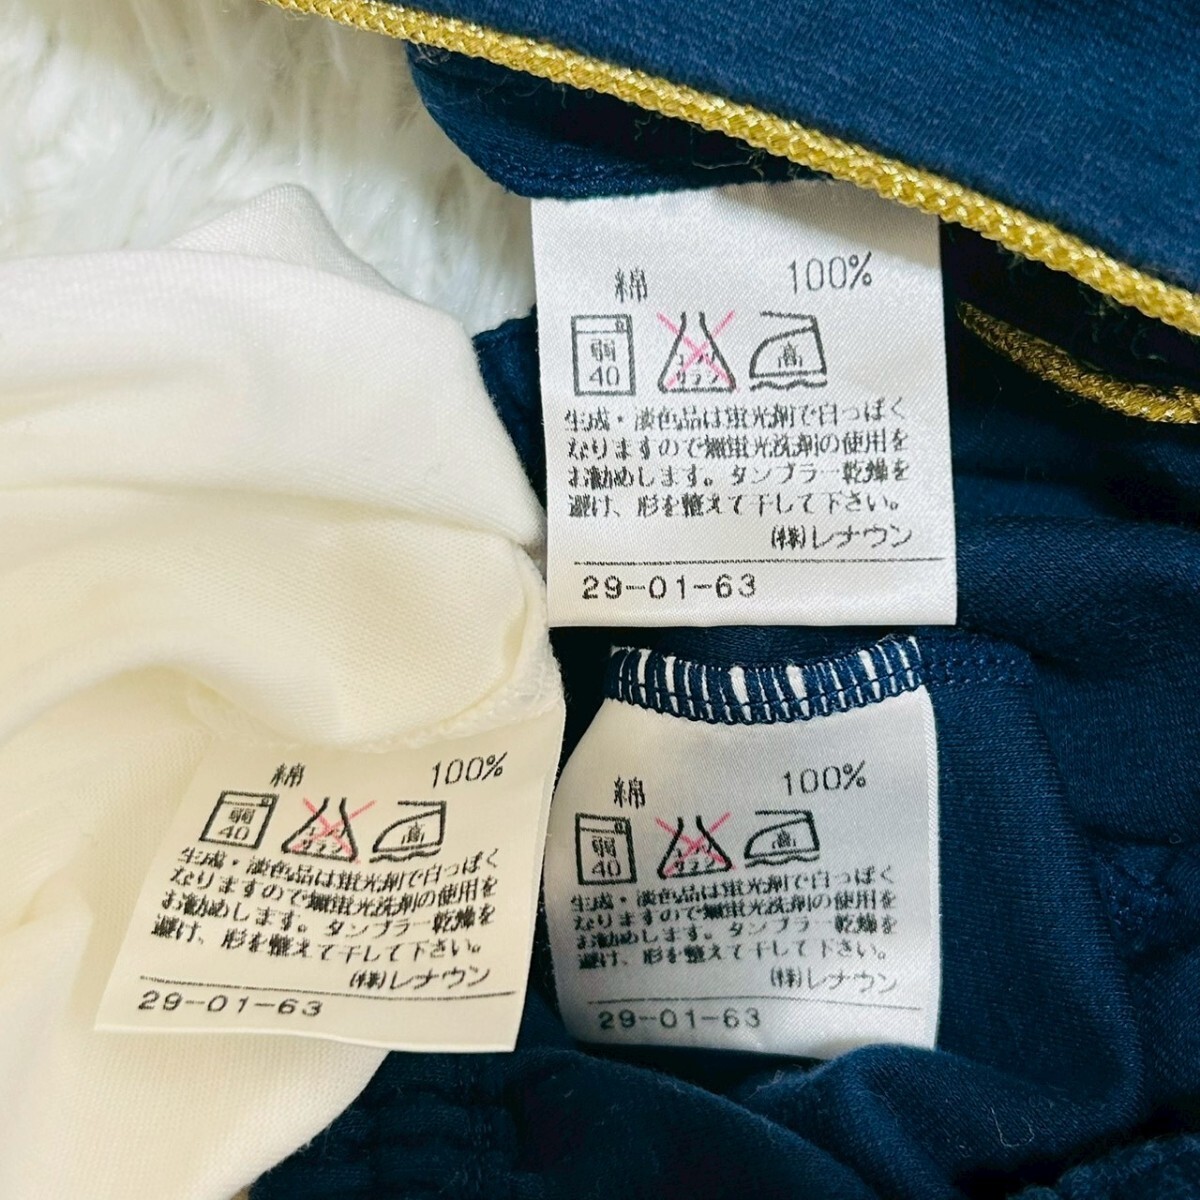 綿 100%
弱 40 エンソ サラシ 高
生成・淡色品は蛍光剤で白っぱく
なりますので無蛍光洗剤の使用を
お勧めします。タンブラー乾燥を
避け、形を整えて干して下さい。
(株)レナウン
29-01-63
綿 100%
弱 40 エンソ サラシ 高
生成・淡色品は蛍光剤で白っぱく
なりますので無蛍光洗剤の使用を
お勧めします。タンブラー乾燥を
避け、形を整えて干して下さい。
(株)レナウン
29-01-63
綿 100%
弱 40 エンソ サラシ 高
生成・淡色品は蛍光剤で白っぱく
なりますので無蛍光洗剤の使用を
お勧めします。タンブラー乾燥を
避け、形を整えて干して下さい。
(株)レナウン
29-01-63